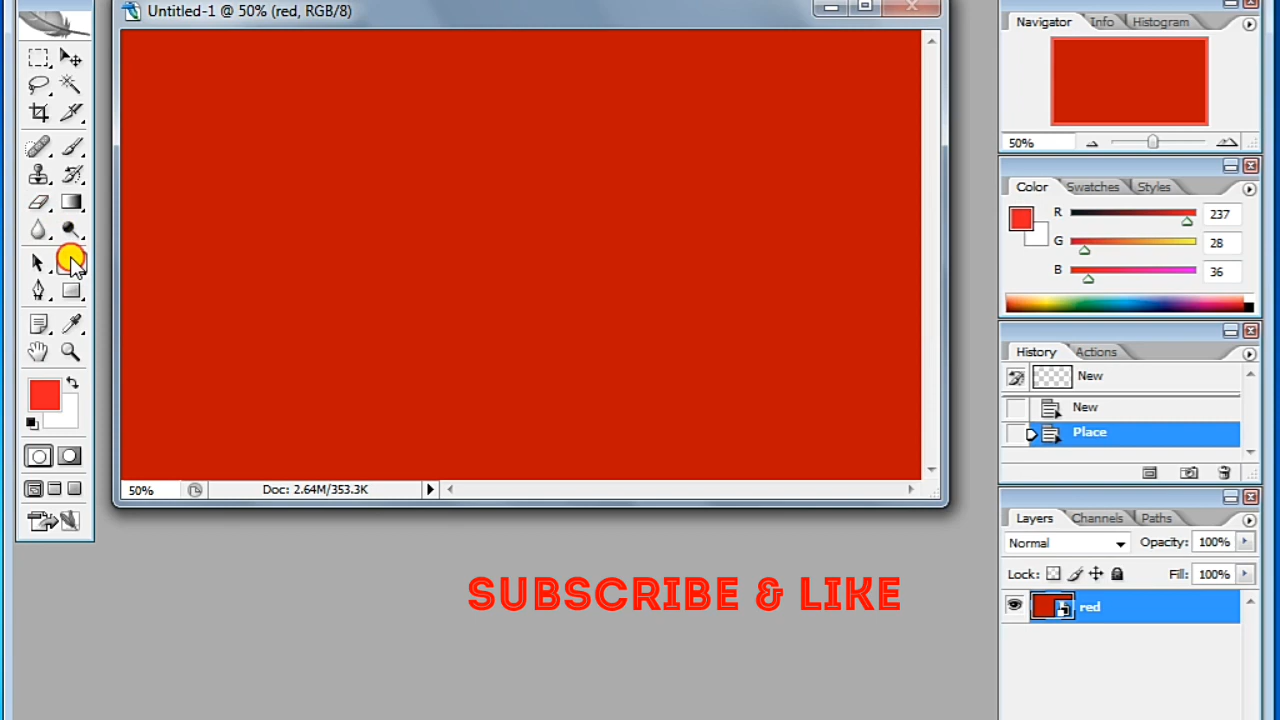 Untitled-1 @ 50% (red, RGB/8)
Navigator Info Histogram
50%
Color Swatches Styles
R 237
G 28
B 36
History Actions
New
New
Place
50% Doc: 2.64M/353.3K
Layers Channels Paths
Normal Opacity: 100%
Lock: Fill: 100%
red
SUBSCRIBE & LIKE